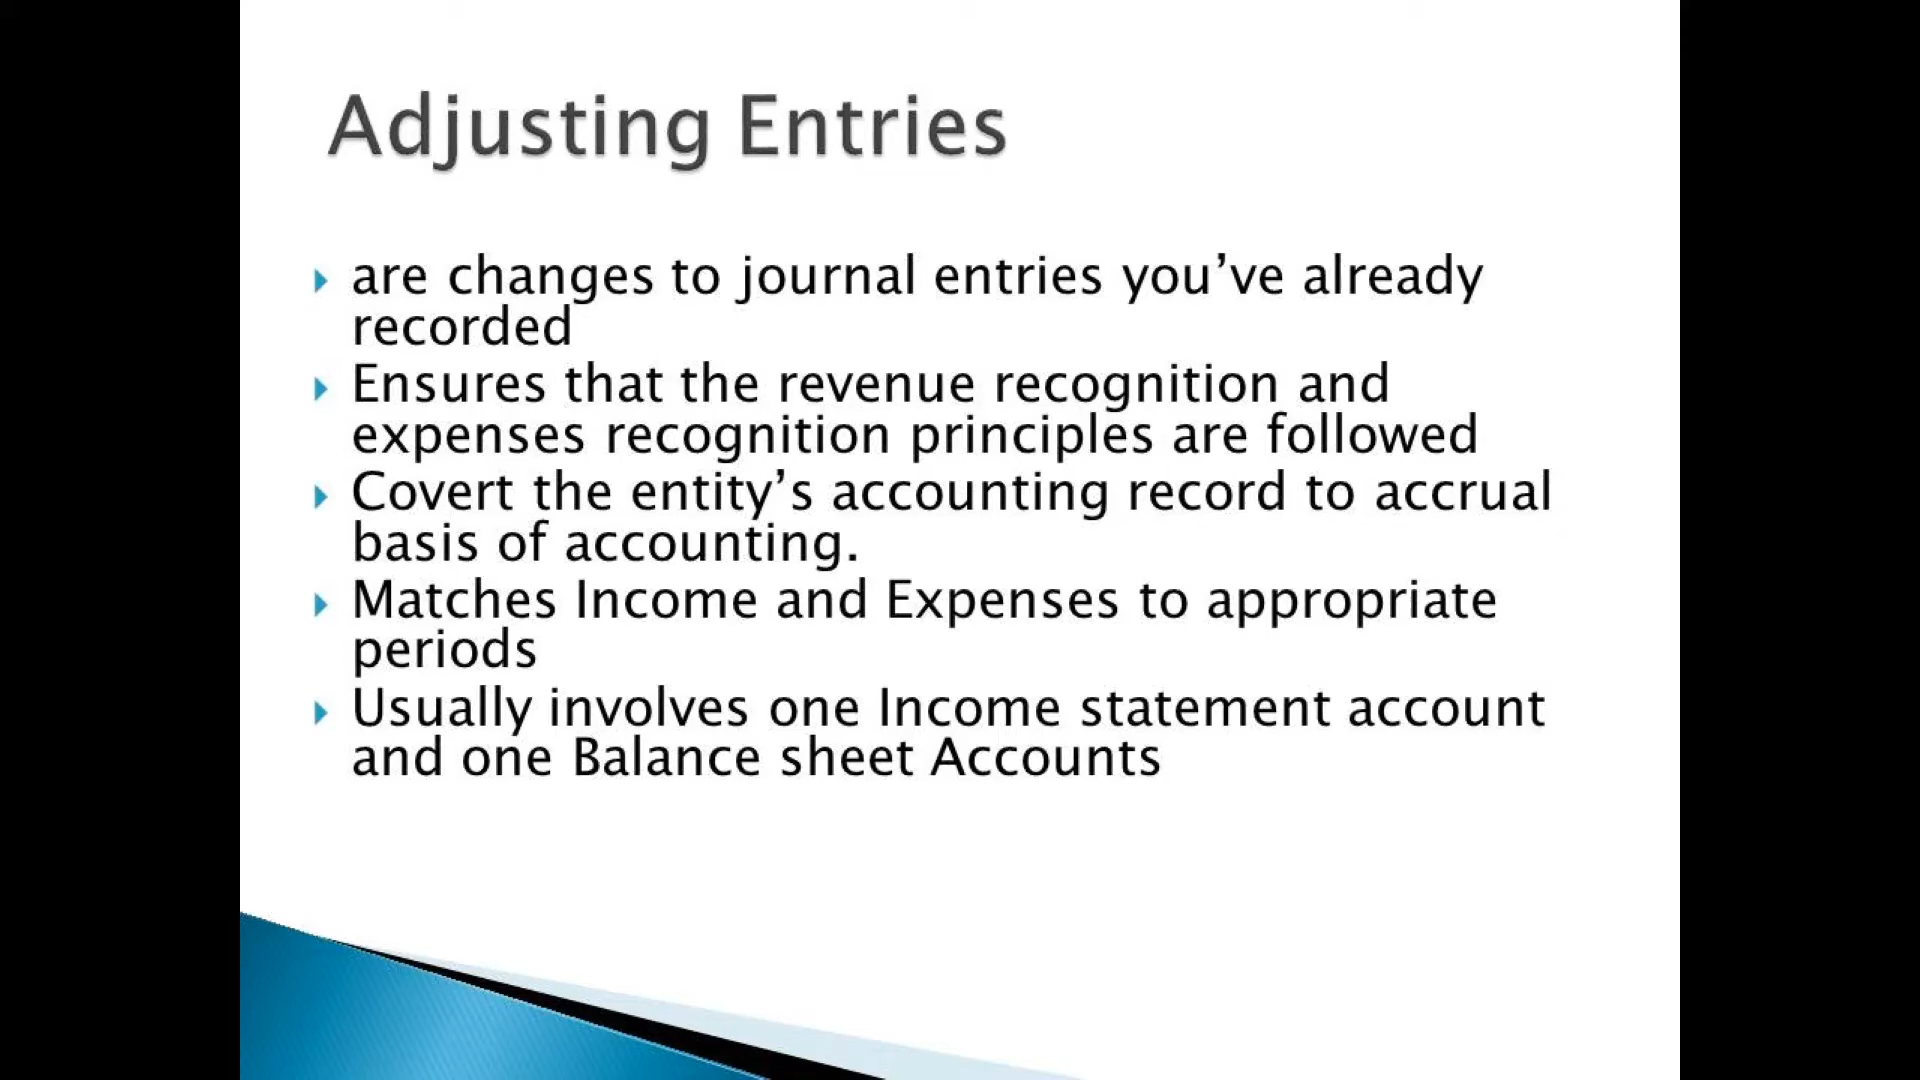 Adjusting Entries
are changes to journal entries you’ve already
recorded
Ensures that the revenue recognition and
expenses recognition principles are followed
Covert the entity’s accounting record to accrual
basis of accounting.
Matches Income and Expenses to appropriate
periods
Usually involves one Income statement account
and one Balance sheet Accounts